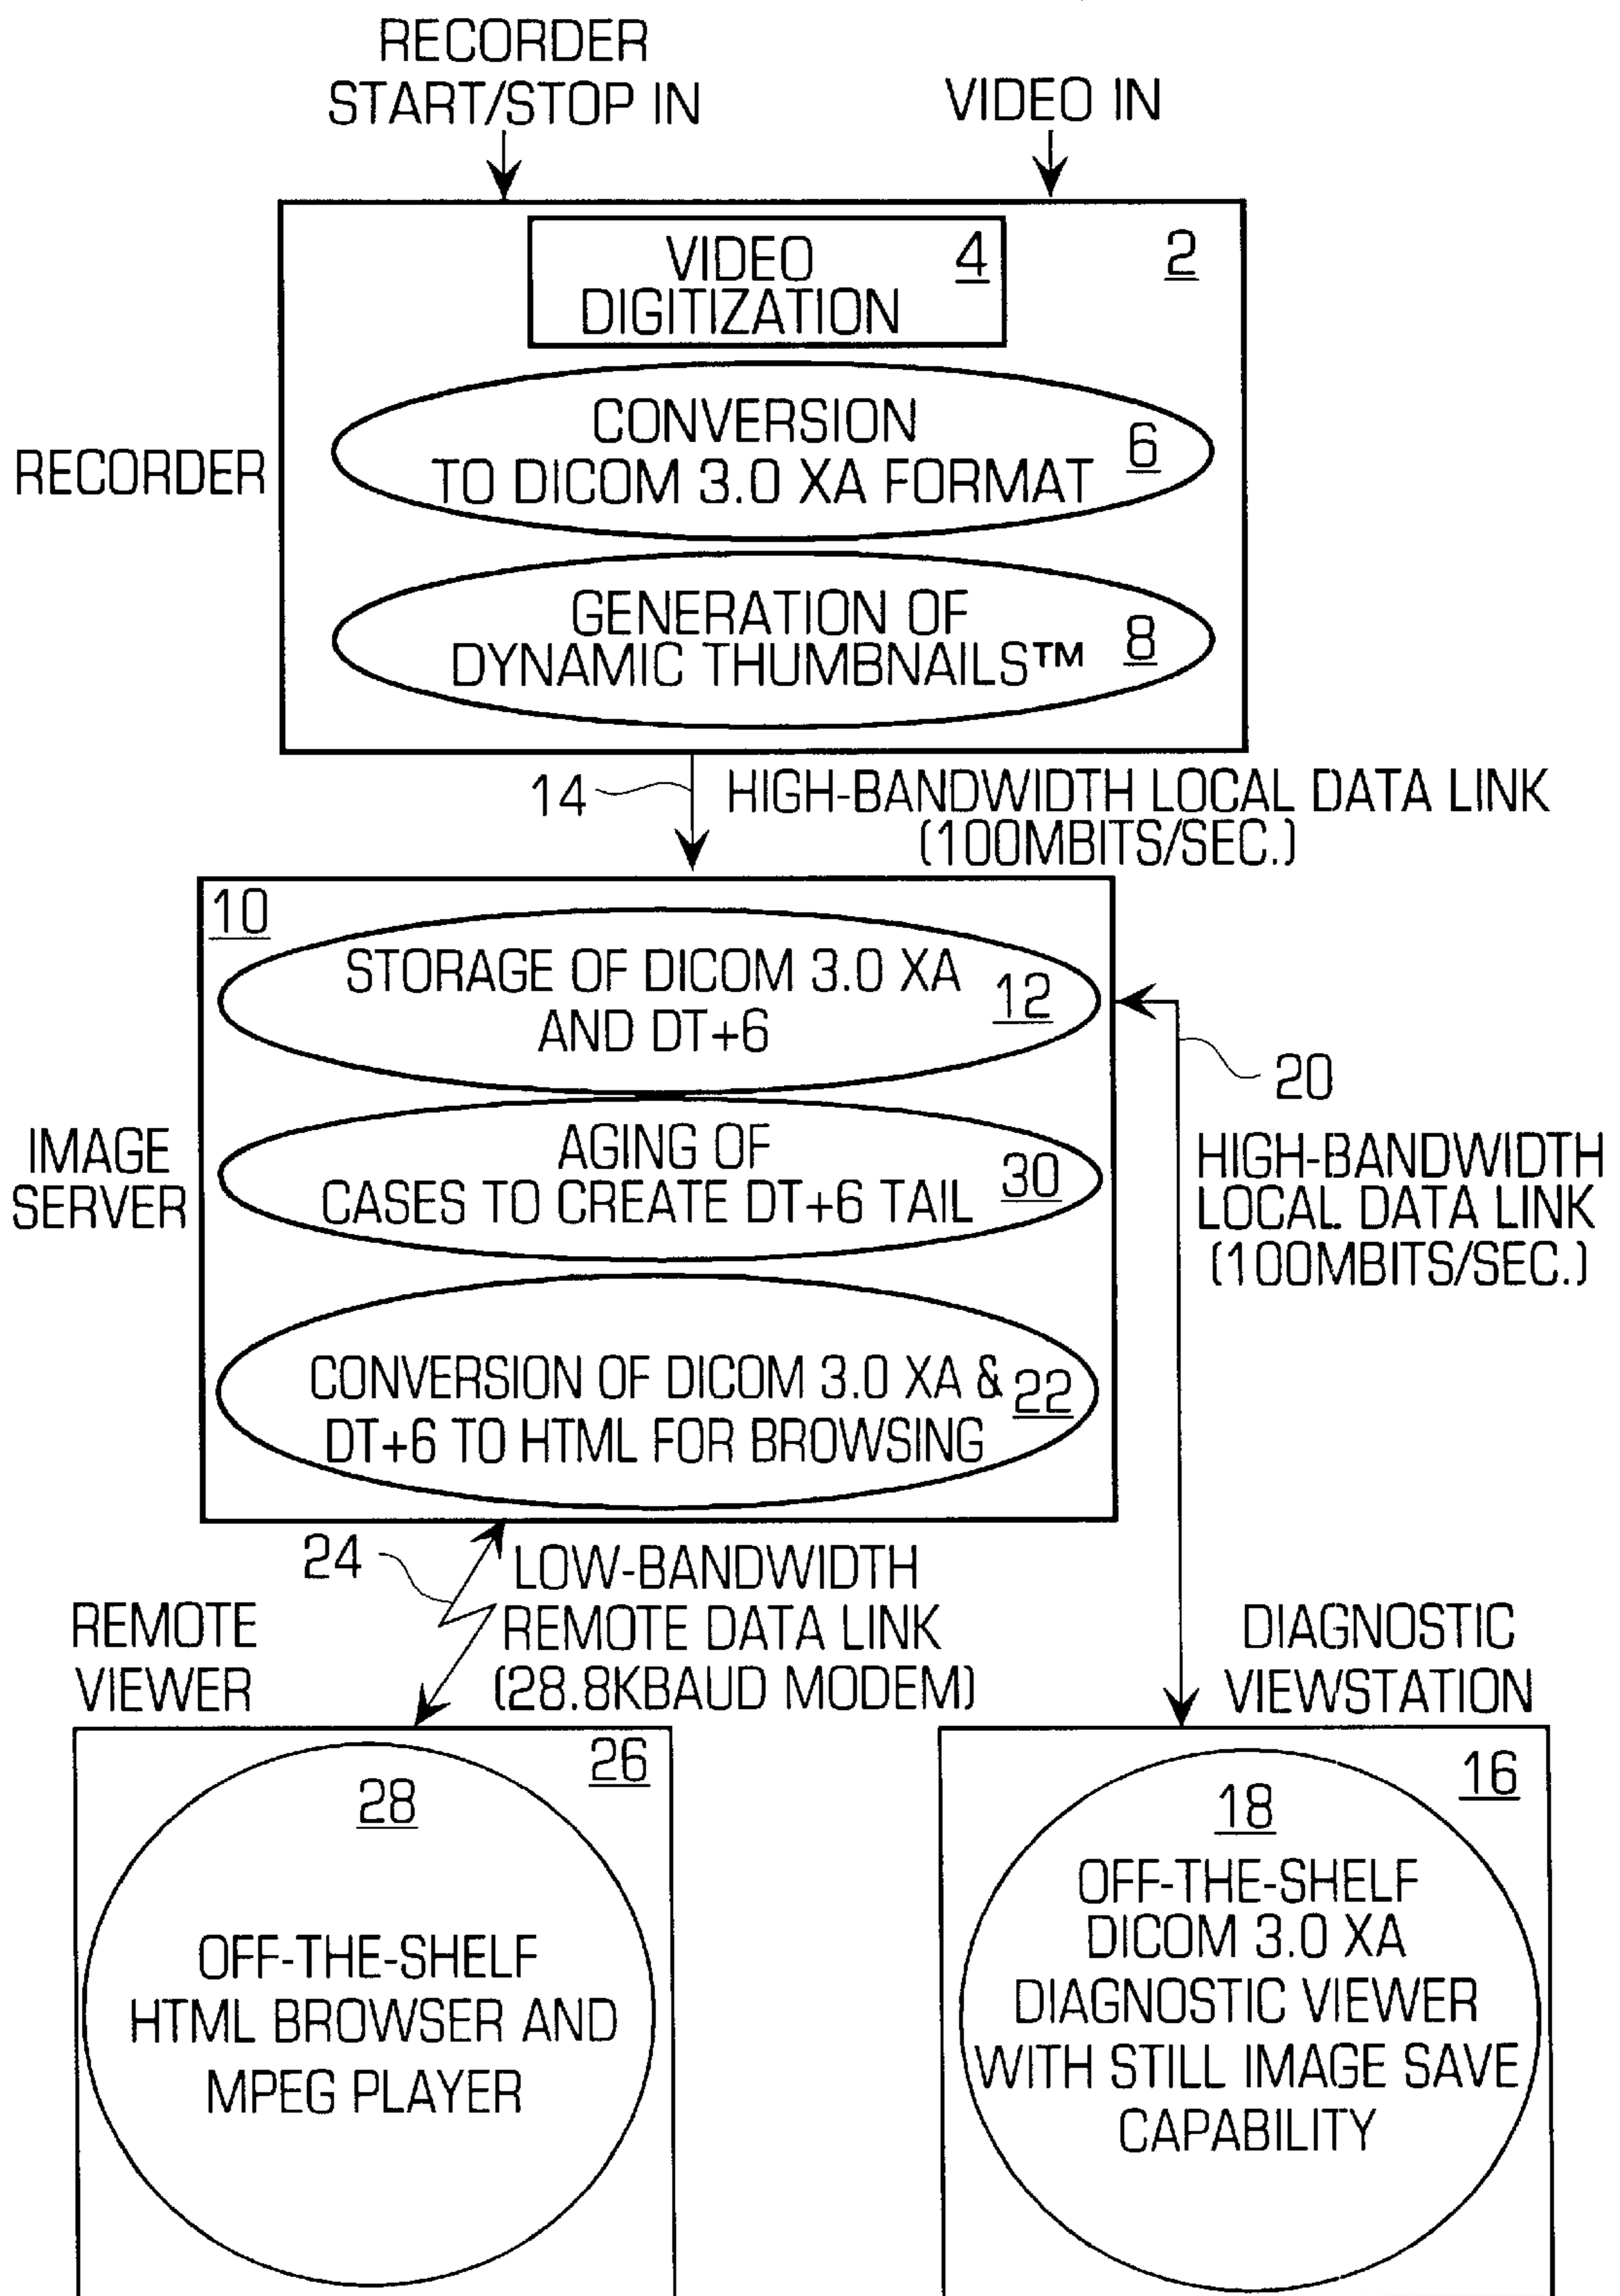 RECORDER
START/STOP IN
VIDEO IN
VIDEO
DIGITIZATION
4
2
RECORDER
CONVERSION
TO DICOM 3.0 XA FORMAT
6
GENERATION OF
DYNAMIC THUMBNAILS™
8
14
HIGH-BANDWIDTH LOCAL DATA LINK
(100MBITS/SEC.)
10
STORAGE OF DICOM 3.0 XA
AND DT+6
12
20
HIGH-BANDWIDTH
LOCAL DATA LINK
(100MBITS/SEC.)
IMAGE
SERVER
AGING OF
CASES TO CREATE DT+6 TAIL
30
CONVERSION OF DICOM 3.0 XA &
DT+6 TO HTML FOR BROWSING
22
24
LOW-BANDWIDTH
REMOTE DATA LINK
(28.8KBAUD MODEM)
REMOTE
VIEWER
DIAGNOSTIC
VIEWSTATION
26
28
OFF-THE-SHELF
HTML BROWSER AND
MPEG PLAYER
16
18
OFF-THE-SHELF
DICOM 3.0 XA
DIAGNOSTIC VIEWER
WITH STILL IMAGE SAVE
CAPABILITY